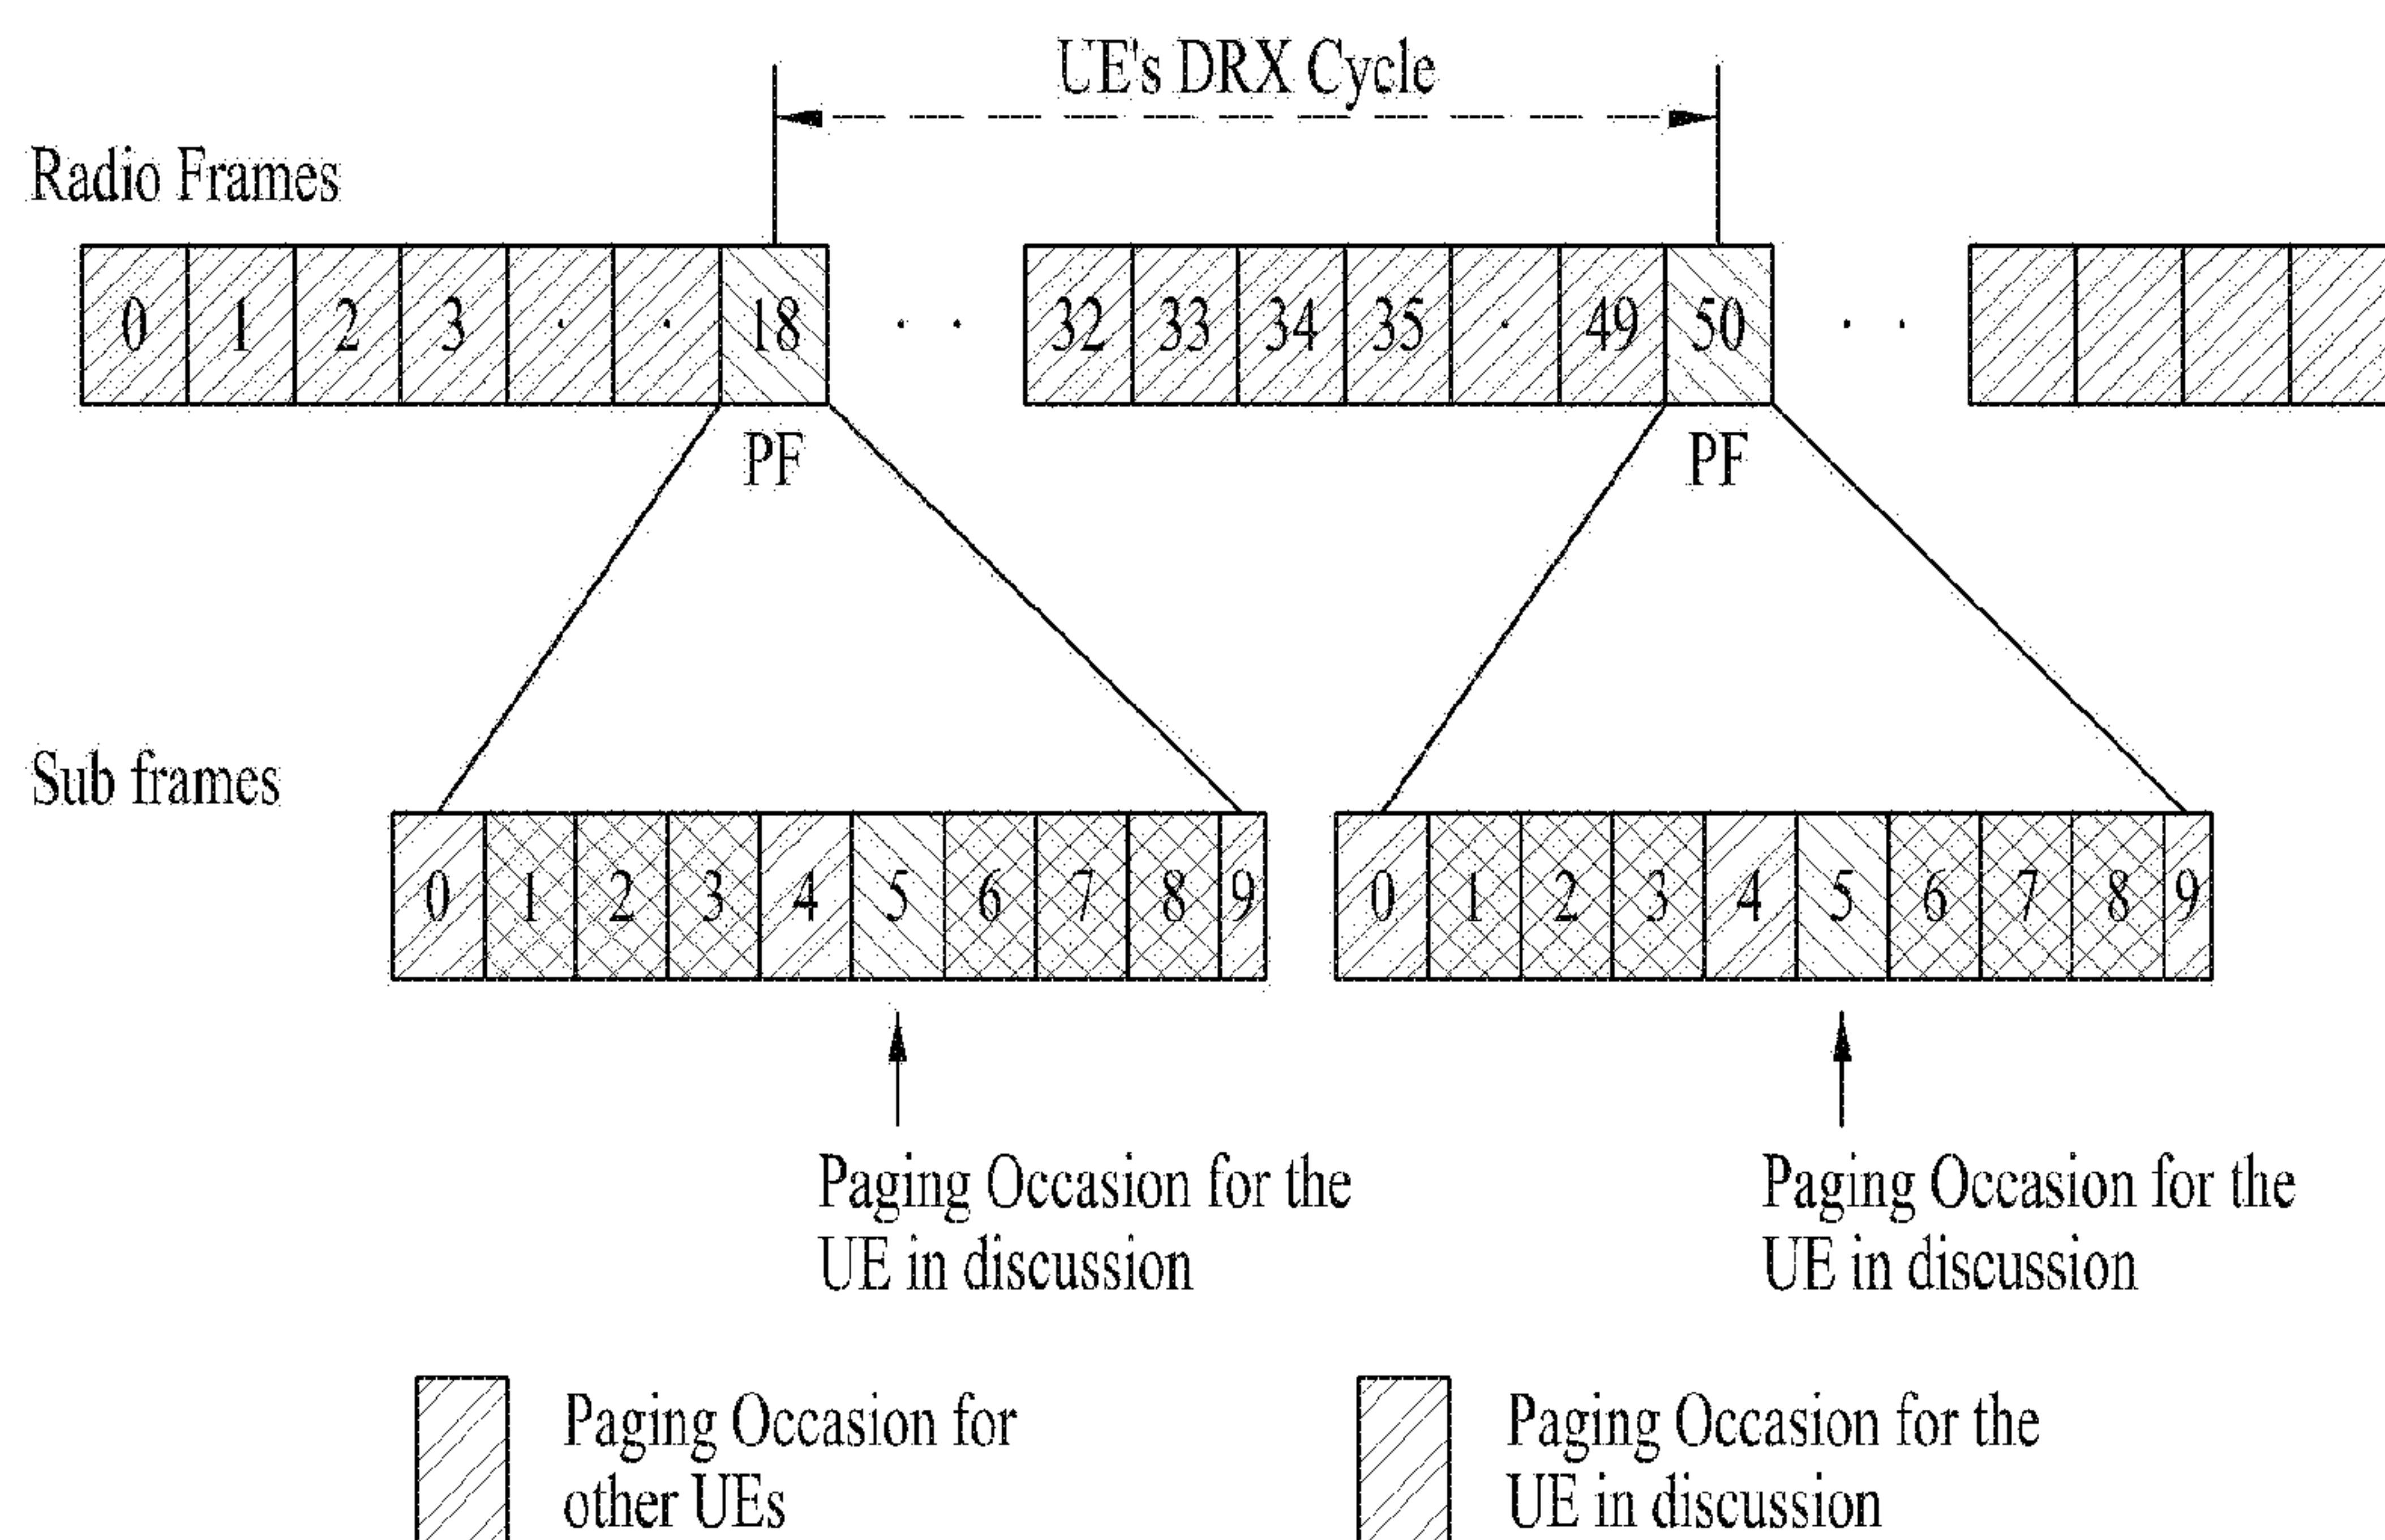 UE's DRX Cycle
Radio Frames
0 1 2 3 . . 18 . . 32 33 34 35 . 49 50 . .
PF PF
Sub frames
0 1 2 3 4 5 6 7 8 9 0 1 2 3 4 5 6 7 8 9
Paging Occasion for the
UE in discussion
Paging Occasion for the
UE in discussion
Paging Occasion for
other UEs
Paging Occasion for the
UE in discussion